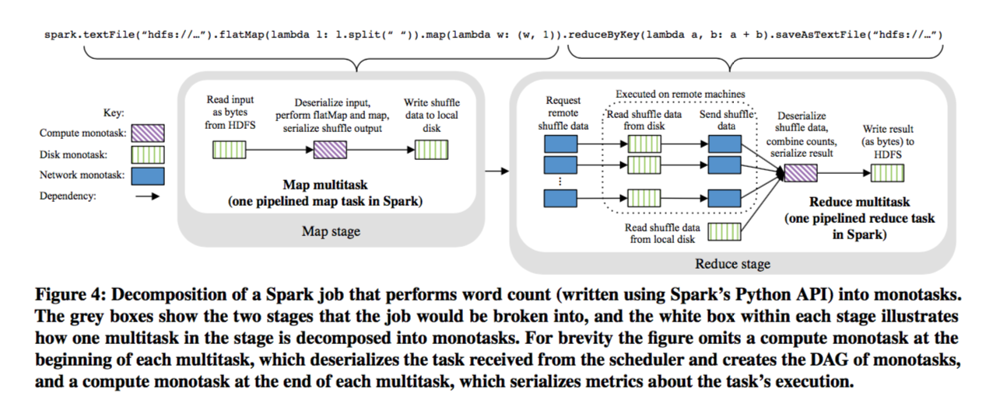 spark.textFile(“hdfs://…”).flatMap(lambda l: l.split(“ “)).map(lambda w: (w, 1)).reduceByKey(lambda a, b: a + b).saveAsTextFile(“hdfs://…”)
Key:
Compute monotask:
Disk monotask:
Network monotask:
Dependency:
Read input
as bytes
from HDFS
Deserialize input,
perform flatMap and map,
serialize shuffle output
Write shuffle
data to local
disk
Map multitask
(one pipelined map task in Spark)
Map stage
Request
remote
shuffle data
Executed on remote machines
Read shuffle data
from disk
Send shuffle
data
Deserialize
shuffle data,
combine counts,
serialize result
Write result
(as bytes) to
HDFS
Read shuffle data
from local disk
Reduce multitask
(one pipelined reduce task
in Spark)
Reduce stage
Figure 4: Decomposition of a Spark job that performs word count (written using Spark’s Python API) into monotasks.
The grey boxes show the two stages that the job would be broken into, and the white box within each stage illustrates
how one multitask in the stage is decomposed into monotasks. For brevity the figure omits a compute monotask at the
beginning of each multitask, which deserializes the task received from the scheduler and creates the DAG of monotasks,
and a compute monotask at the end of each multitask, which serializes metrics about the task’s execution.